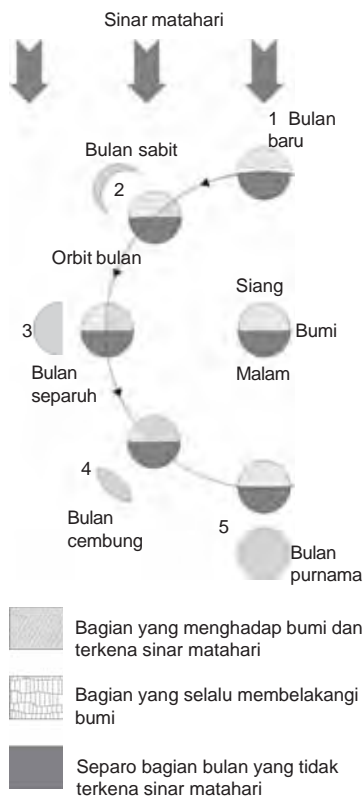 Sinar matahari
1 Bulan
baru
Bulan sabit
2
Orbit bulan
Siang
3
Bumi
Bulan
separuh
Malam
4
Bulan
cembung
5
Bulan
purnama
Bagian yang menghadap bumi dan
terkena sinar matahari
Bagian yang selalu membelakangi
bumi
Separo bagian bulan yang tidak
terkena sinar matahari